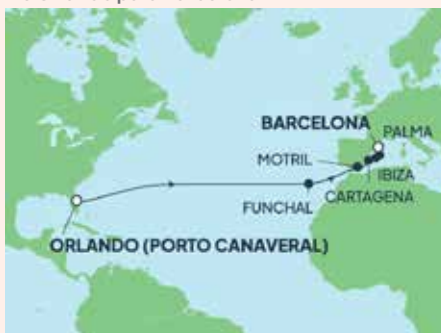 BARCELONA
PALMA
MOTRIL
IBIZA
CARTAGENA
FUNCHAL
ORLANDO (PORTO CANAVERAL)